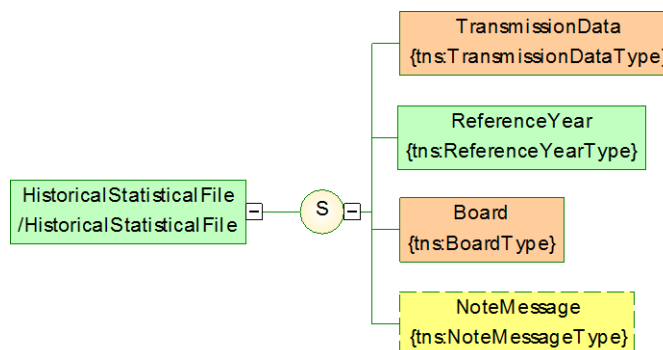 TransmissionData
{tns:TransmissionDataType}
ReferenceYear
{tns:ReferenceYearType}
HistoricalStatisticalFile
/HistoricalStatisticalFile
S
Board
{tns:BoardType}
NoteMessage
{tns:NoteMessageType}